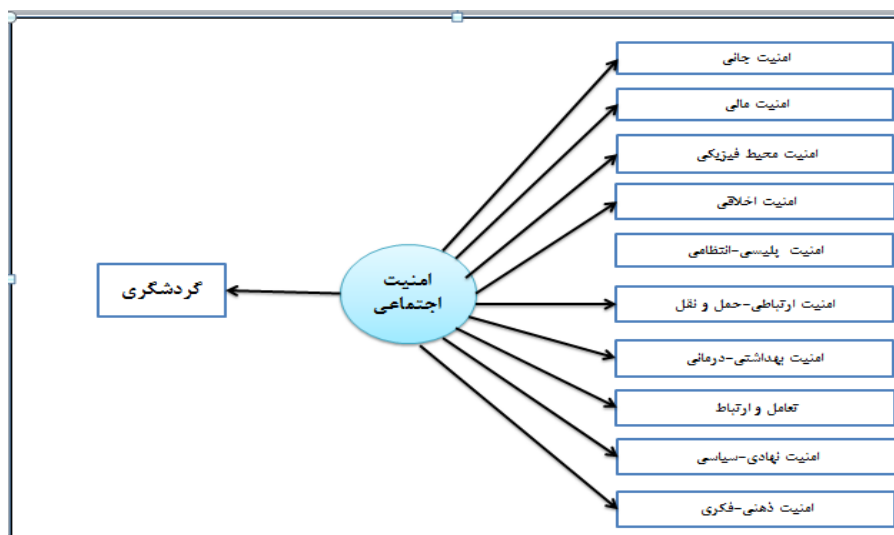 امنیت جانی
امنیت مالی
امنیت محیط فیزیکی
امنیت اخلاقی
امنیت پلیسی-انتظامی
امنیت ارتباطی-حمل و نقل
امنیت بهداشتی-درمانی
تعامل و ارتباط
امنیت نهادی-سیاسی
امنیت ذهنی-فکری
امنیت
اجتماعی
گردشگری